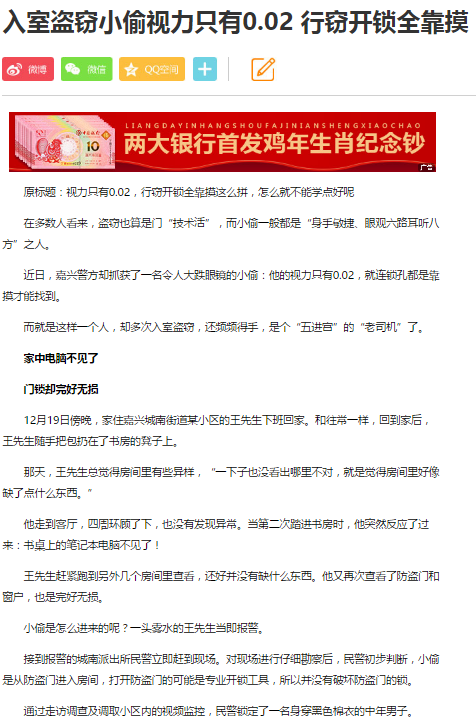 入室盗窃小偷视力只有0.02 行窃开锁全靠摸
微博 微信 QQ空间
LIANGDAYINHANGSHOUFAJINIANSHENGXIAOCHAO
两大银行首发鸡年生肖纪念钞
广告
原标题：视力只有0.02，行窃开锁全靠摸这么拼，怎么就不能学点好呢
在多数人看来，盗窃也算是门“技术活”，而小偷一般都是“身手敏捷、眼观六路耳听八
方”之人。
近日，嘉兴警方却抓获了一名令人大跌眼镜的小偷：他的视力只有0.02，就连锁孔都是靠
摸才能找到。
而就是这样一个人，却多次入室盗窃，还频频得手，是个“五进宫”的“老司机”了。
家中电脑不见了
门锁却完好无损
12月19日傍晚，家住嘉兴城南街道某小区的王先生下班回家。和往常一样，回到家后，
王先生随手把包扔在了书房的凳子上。
那天，王先生总觉得房间里有些异样，“一下子也没看出哪里不对，就是觉得房间里好像
缺了点什么东西。”
他走到客厅，四周环顾了下，也没有发现异常。当第二次踏进书房时，他突然反应了过
来：书桌上的笔记本电脑不见了！
王先生赶紧跑到另外几个房间里查看，还好并没有缺什么东西。他又再次查看了防盗门和
窗户，也是完好无损。
小偷是怎么进来的呢？一头雾水的王先生当即报警。
接到报警的城南派出所民警立即赶到现场。对现场进行仔细勘察后，民警初步判断，小偷
是从防盗门进入房间，打开防盗门的可能是专业开锁工具，所以并没有破坏防盗门的锁。
通过走访调查及调取小区内的视频监控，民警锁定了一名身穿黑色棉衣的中年男子。